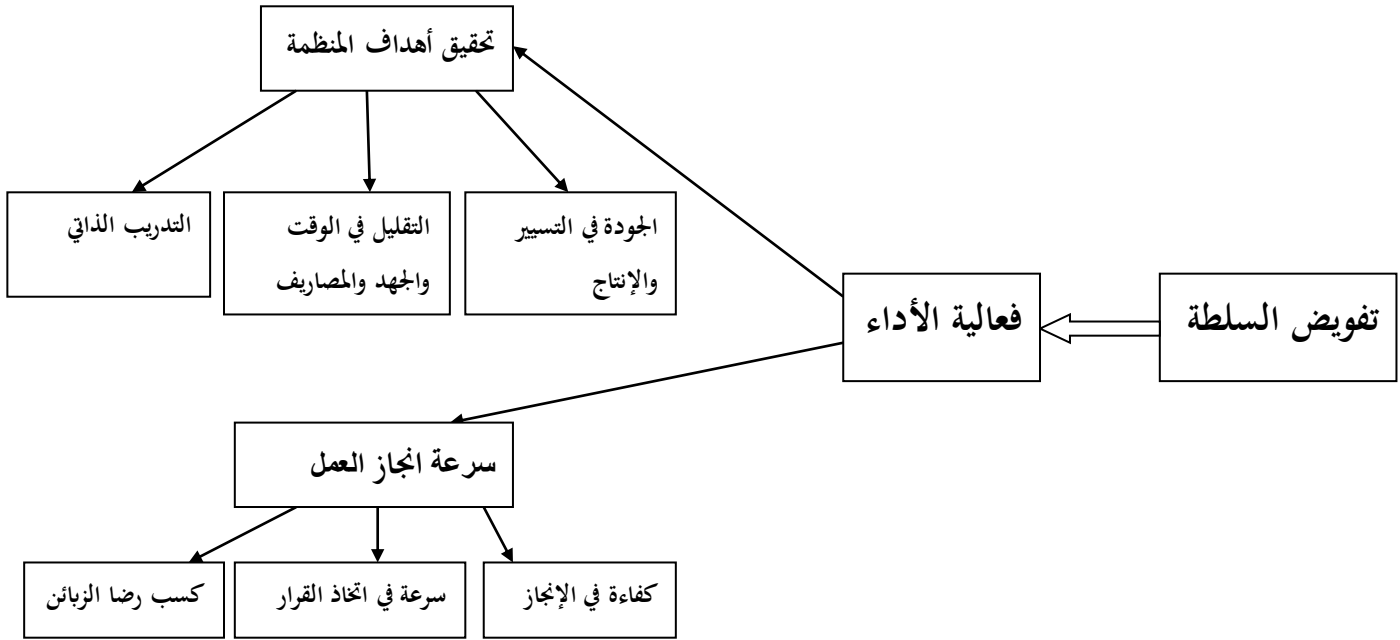 تحقيق أهداف المنظمة
الجودة في التسيير
والإنتاج
التقليل في الوقت
والجهد والمصاريف
التدريب الذاتي
تفويض السلطة
فعالية الأداء
سرعة انجاز العمل
كفاءة في الإنجاز
سرعة في اتخاذ القرار
كسب رضا الزبائن